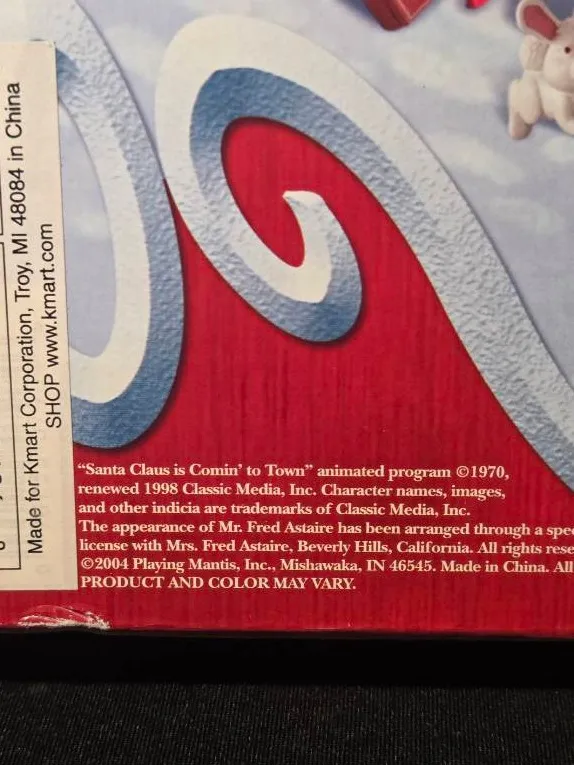 Made for Kmart Corporation, Troy, MI 48084 in China
SHOP www.kmart.com
“Santa Claus is Comin’ to Town” animated program ©1970,
renewed 1998 Classic Media, Inc. Character names, images,
and other indicia are trademarks of Classic Media, Inc.
The appearance of Mr. Fred Astaire has been arranged through a
license with Mrs. Fred Astaire, Beverly Hills, California. All rights
©2004 Playing Mantis, Inc., Mishawaka, IN 46545. Made in China. All
PRODUCT AND COLOR MAY VARY.